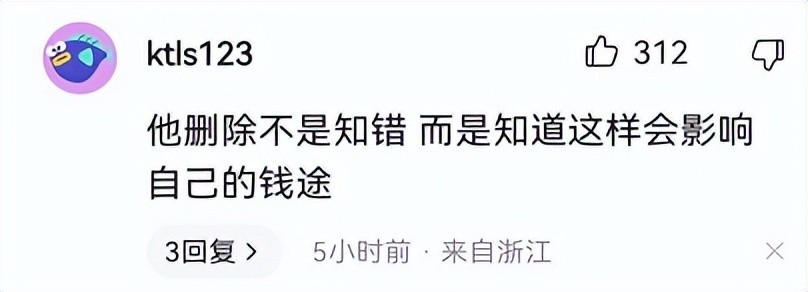 ktls123
312
他删除不是知错 而是知道这样会影响
自己的钱途
3回复 >
5小时前 · 来自浙江